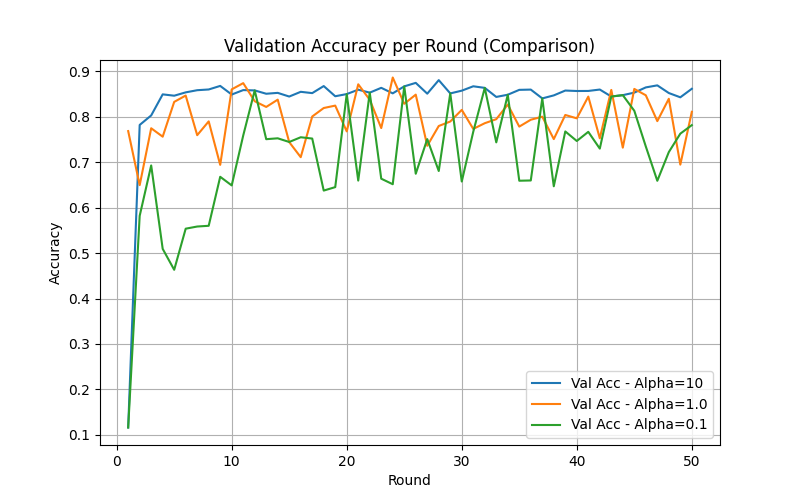 Validation Accuracy per Round (Comparison)
Accuracy
0.9
0.8
0.7
0.6
0.5
0.4
0.3
0.2
0.1
Val Acc - Alpha=10
Val Acc - Alpha=1.0
Val Acc - Alpha=0.1
0 10 20 30 40 50
Round